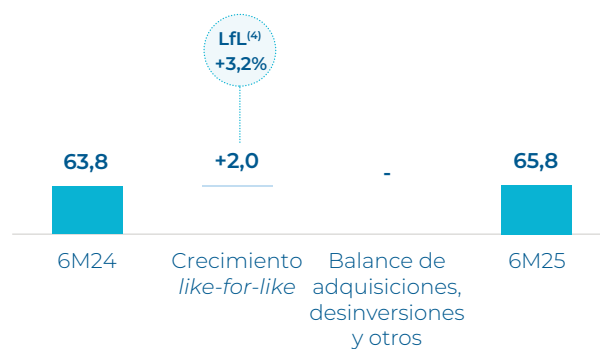 LfL(4)
+3,2%
63,8
+2,0
-
65,8
6M24
Crecimiento
like-for-like
Balance de
adquisiciones,
desinversiones
y otros
6M25